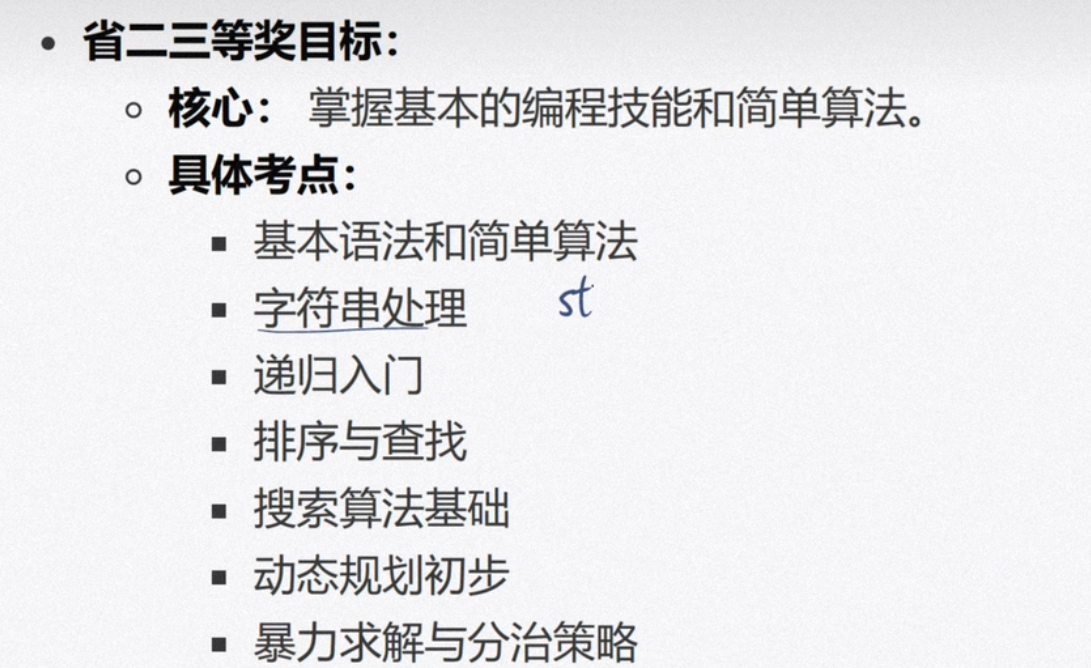 省二三等奖目标：
核心： 掌握基本的编程技能和简单算法。
具体考点：
基本语法和简单算法
字符串处理 st
递归入门
排序与查找
搜索算法基础
动态规划初步
暴力求解与分治策略